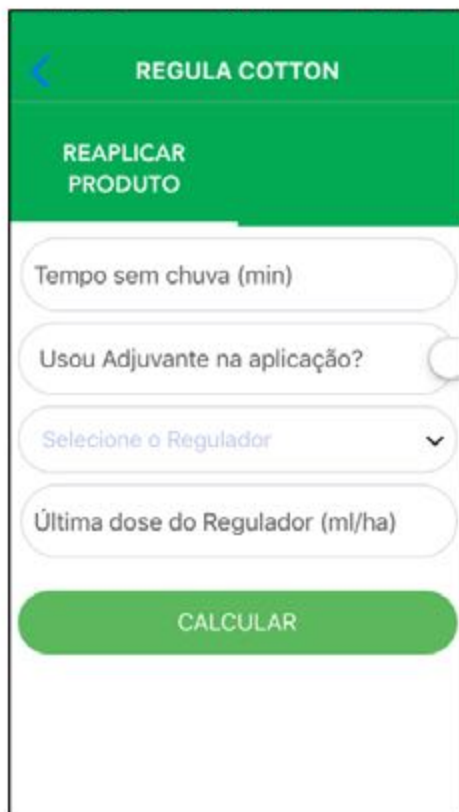 REGULA COTTON
REAPLICAR
PRODUTO
Tempo sem chuva (min)
Usou Adjuvante na aplicação?
Selecione o Regulador
Última dose do Regulador (ml/ha)
CALCULAR